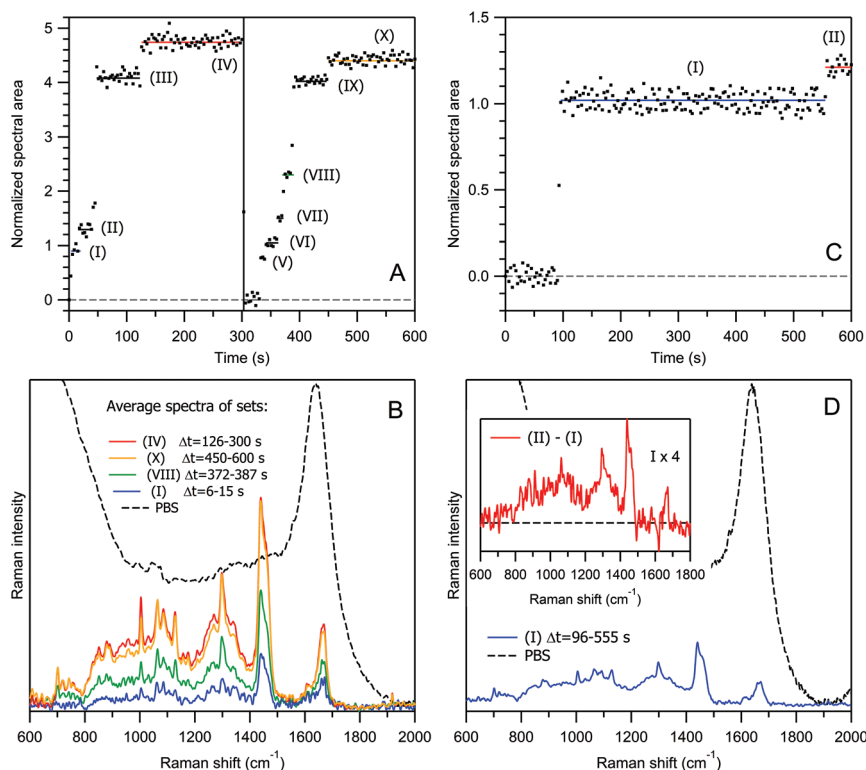 Normalized spectral area
5
4
3
2
1
0
(I)
(II)
(III)
(IV)
(V)
(VI)
(VII)
(VIII)
(IX)
(X)
A
0 100 200 300 400 500 600
Time (s)
Normalized spectral area
1.5
1.0
0.5
0.0
(I)
(II)
C
0 100 200 300 400 500 600
Time (s)
Raman intensity
B
Average spectra of sets:
(IV) Δt=126-300 s
(X) Δt=450-600 s
(VIII) Δt=372-387 s
(I) Δt=6-15 s
PBS
600 800 1000 1200 1400 1600 1800 2000
Raman shift (cm-1)
Raman intensity
D
(II) - (I)
I x 4
600 800 1000 1200 1400 1600 1800
Raman shift (cm-1)
(I) Δt=96-555 s
PBS
600 800 1000 1200 1400 1600 1800 2000
Raman shift (cm-1)